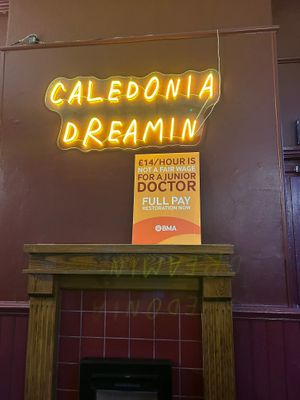 CALEDONIA
DREAMIN
£14/HOUR IS
NOT A FAIR WAGE
FOR A JUNIOR
DOCTOR
FULL PAY
RESTORATION NOW
BMA